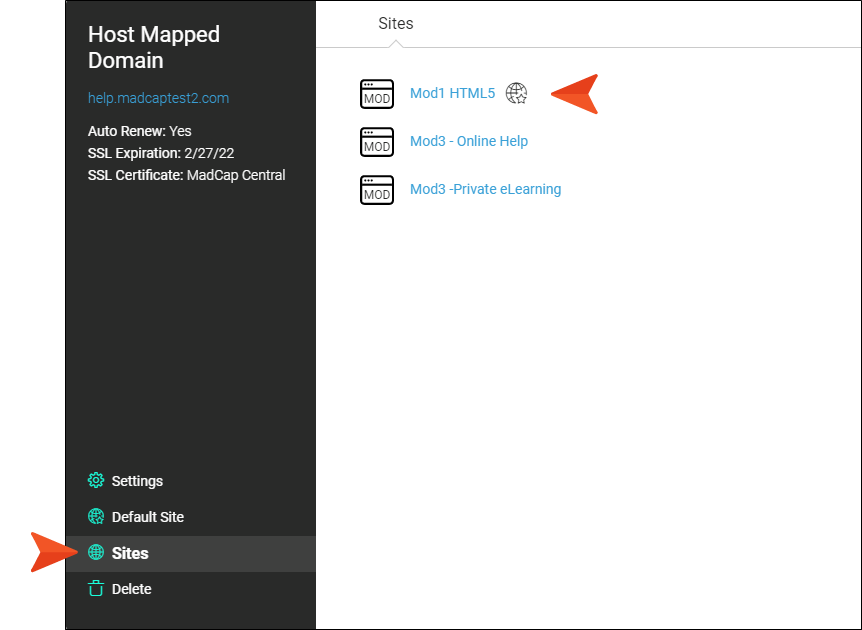 Host Mapped
Domain
help.madcaptest2.com
Auto Renew: Yes
SSL Expiration: 2/27/22
SSL Certificate: MadCap Central
Settings
Default Site
Sites
Delete
Sites
MOD Mod1 HTML5
MOD Mod3 - Online Help
MOD Mod3 -Private eLearning